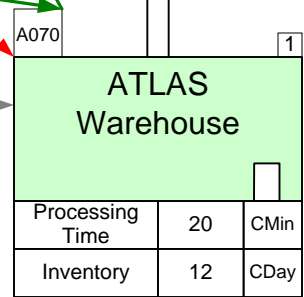 A070
1
ATLAS
Warehouse
Processing
Time
20
CMin
Inventory
12
CDay